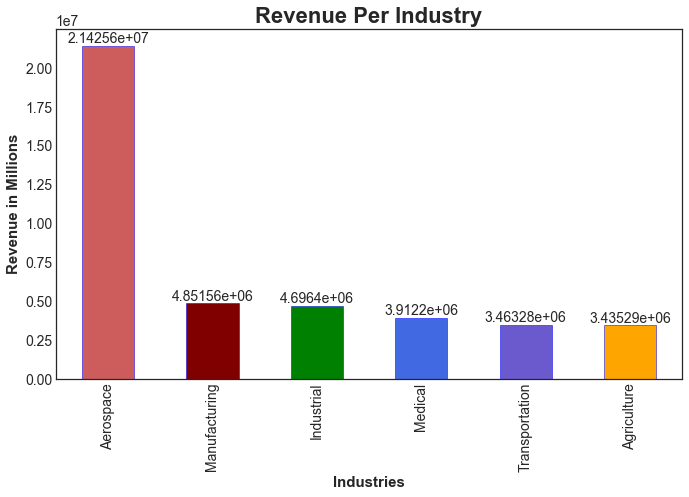 Revenue Per Industry
1e7
2.14256e+07
2.00
1.75
1.50
1.25
1.00
0.75
0.50
0.25
0.00
Revenue in Millions
4.85156e+06
4.6964e+06
3.9122e+06
3.46328e+06
3.43529e+06
Aerospace
Manufacturing
Industrial
Medical
Transportation
Agriculture
Industries